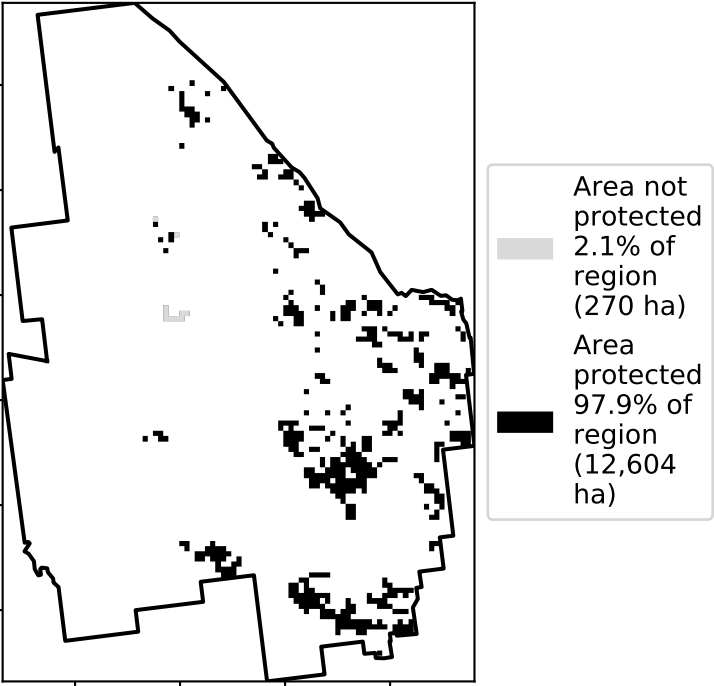 Area not
protected
2.1% of
region
(270 ha)
Area
protected
97.9% of
region
(12,604
ha)